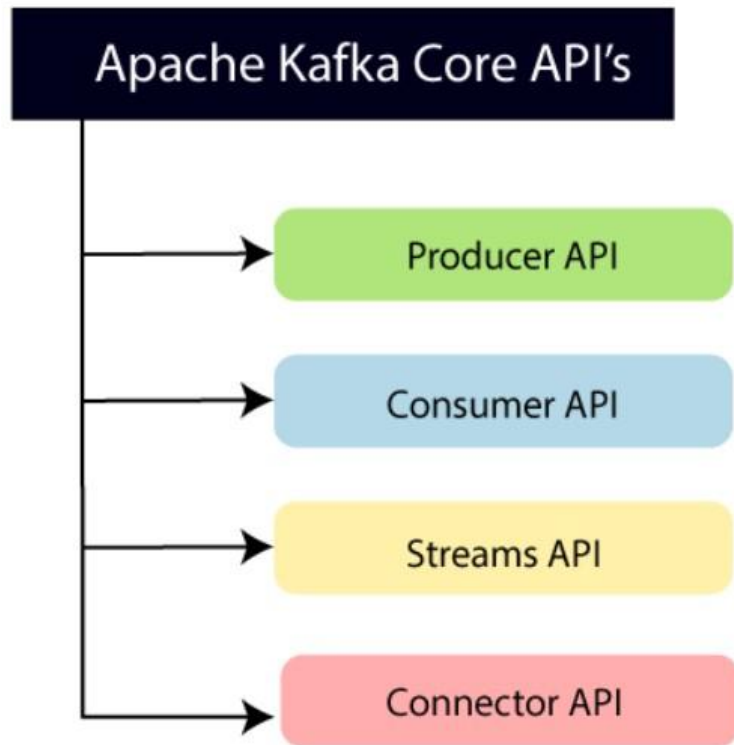 Apache Kafka Core API's
Producer API
Consumer API
Streams API
Connector API